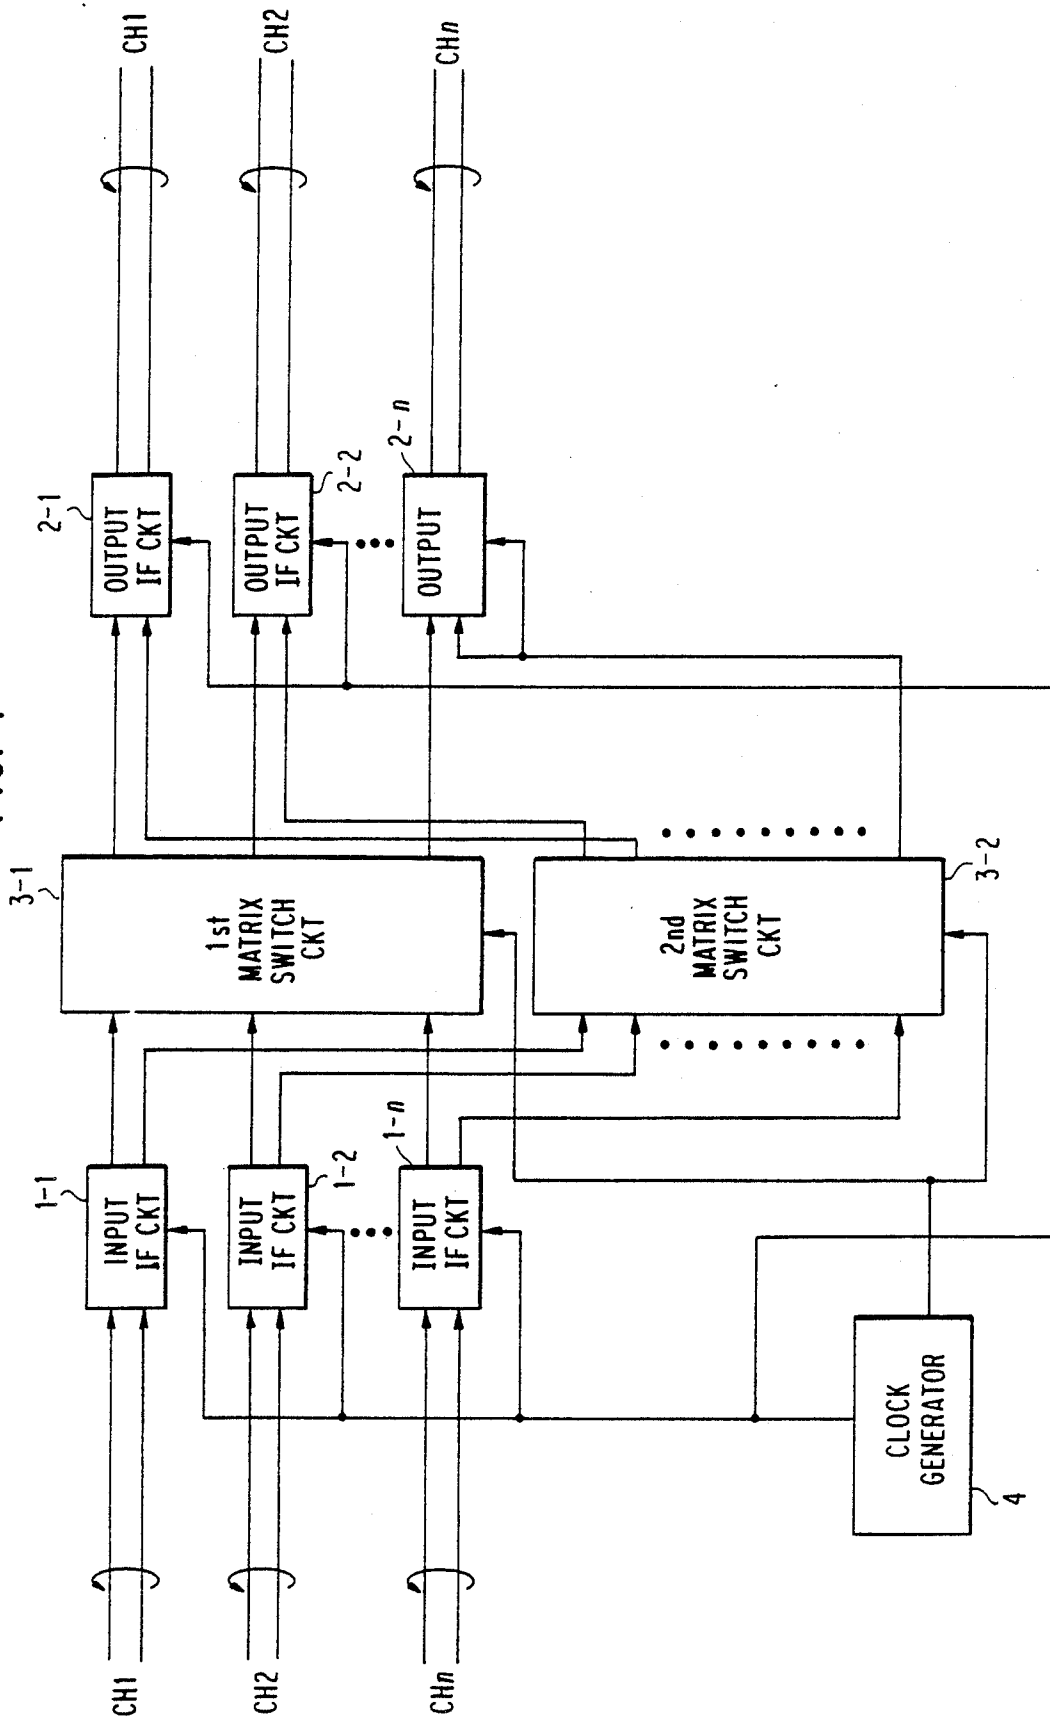 CH1
CH2
CHn
1-1
INPUT
IF CKT
1-2
INPUT
IF CKT
1-n
INPUT
IF CKT
CLOCK
GENERATOR
4
3-1
1st
MATRIX
SWITCH
CKT
2nd
MATRIX
SWITCH
CKT
3-2
2-1
OUTPUT
IF CKT
2-2
OUTPUT
IF CKT
2-n
OUTPUT
CH1
CH2
CHn